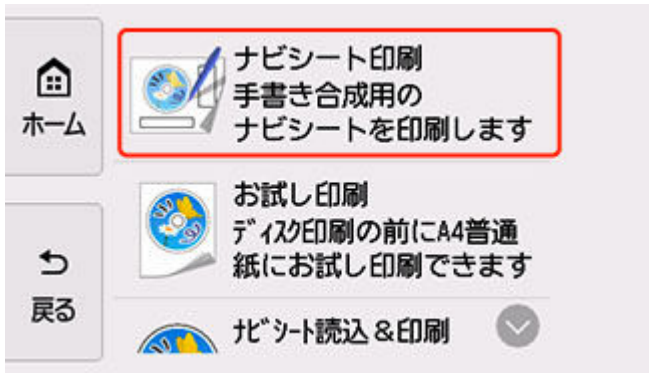 ホーム
戻る
ナビシート印刷
手書き合成用の
ナビシートを印刷します
お試し印刷
ディスク印刷の前にA4普通
紙にお試し印刷できます
ナビシート読込&印刷